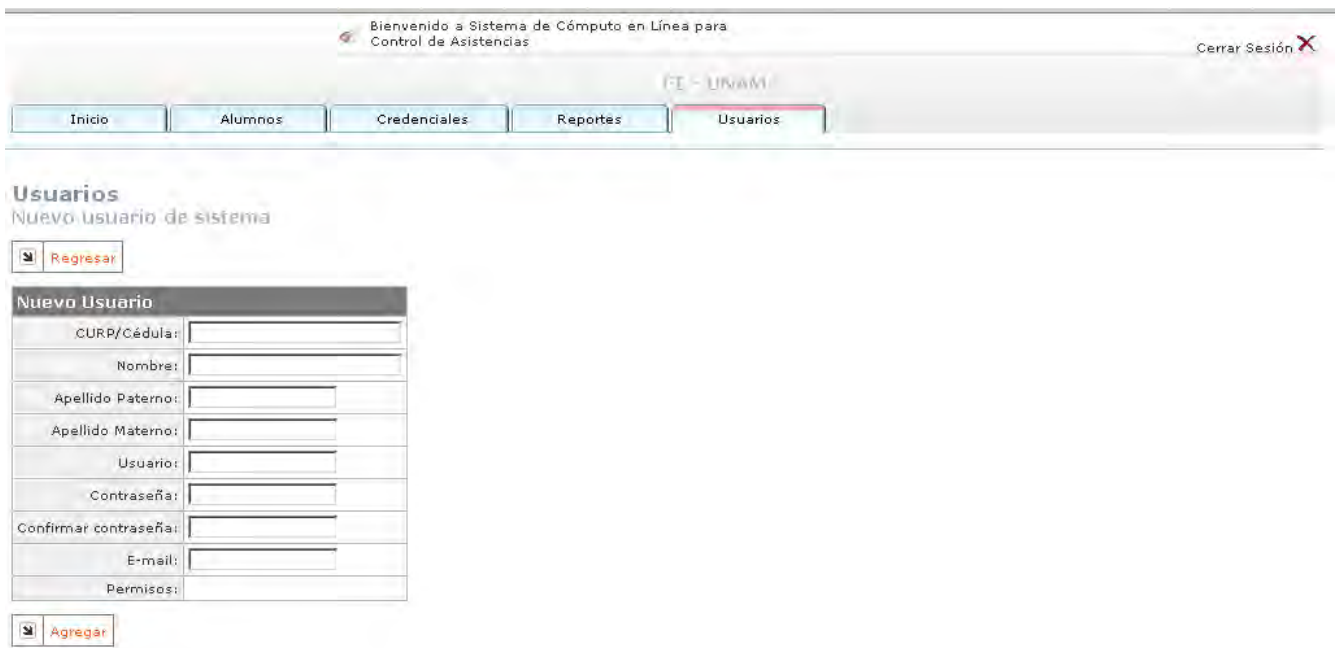 Bienvenido a Sistema de Cómputo en Línea para
Control de Asistencias
Cerrar Sesión
FI - UNAM
Inicio Alumnos Credenciales Reportes Usuarios
Usuarios
Nuevo usuario de sistema
Regresar
Nuevo Usuario
CURP/Cédula:
Nombre:
Apellido Paterno:
Apellido Materno:
Usuario:
Contraseña:
Confirmar contraseña:
E-mail:
Permisos:
Agregar